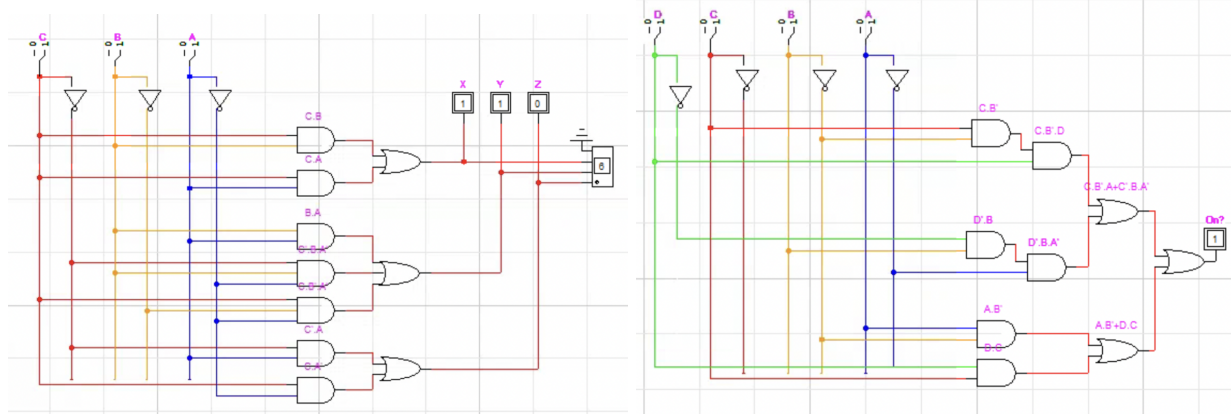 C B A
0 1 0 1 0 1
X Y Z
1 1 0
C.B
6
C.A
B.A
C'.B.A'
C.B'.A'
C'.A
C.A'
D C B A
0 1 0 1 0 1 0 1
C.B'
C.B'.D
C.B'.A+C'.B.A'
On?
D'.B
1
D'.B.A'
A.B'
A.B'+D.C
D.C